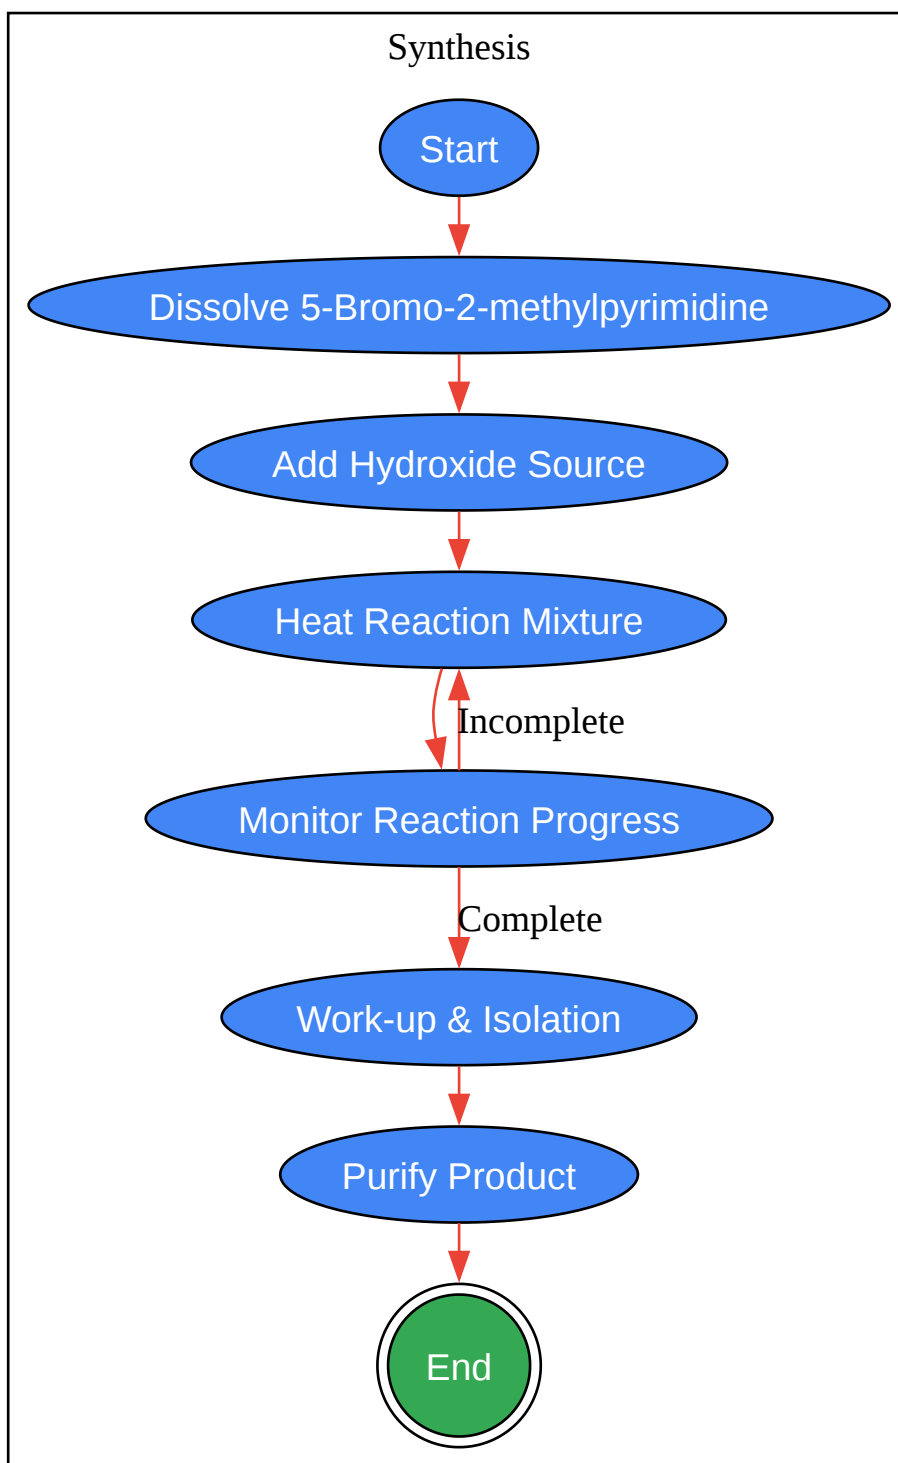 Synthesis
Start
Dissolve 5-Bromo-2-methylpyrimidine
Add Hydroxide Source
Heat Reaction Mixture
Incomplete
Monitor Reaction Progress
Complete
Work-up & Isolation
Purify Product
End